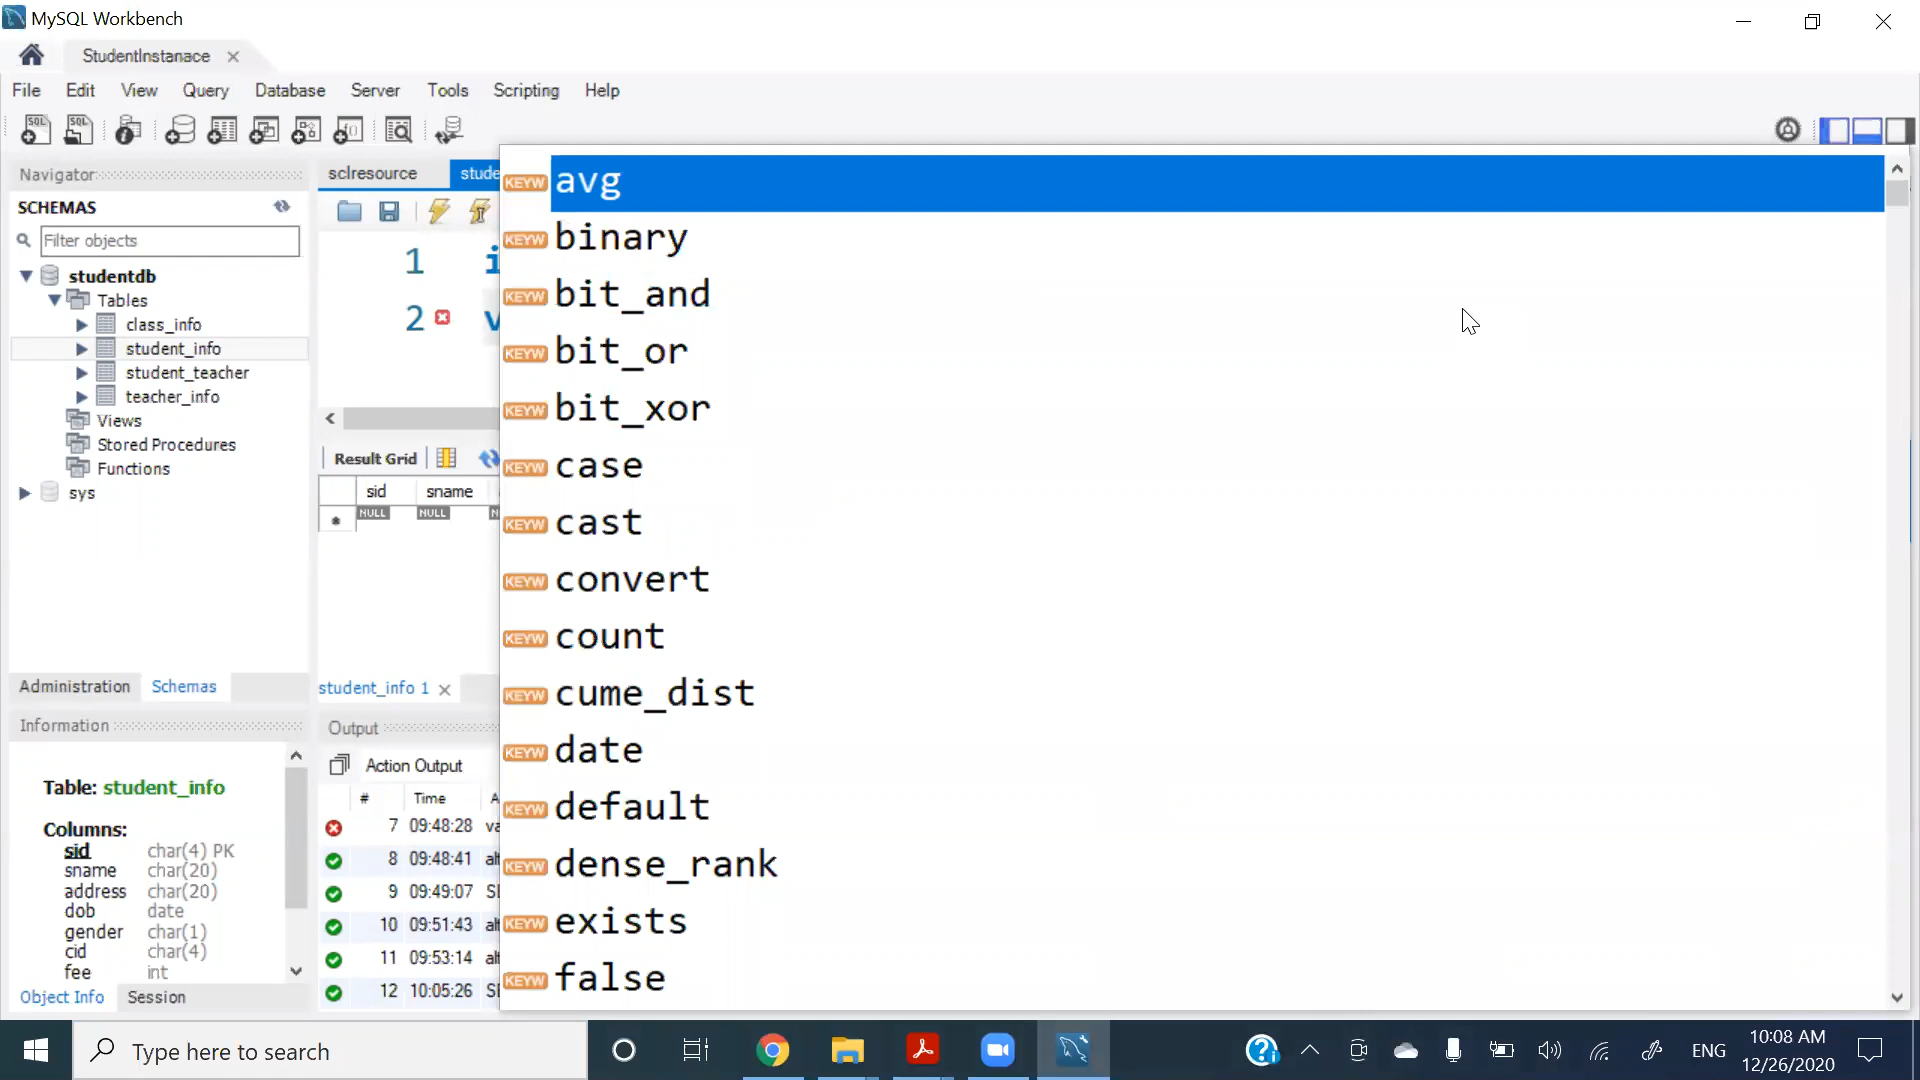 MySQL Workbench
StudentInstanace
File Edit View Query Database Server Tools Scripting Help
Navigator
SCHEMAS
Filter objects
studentdb
Tables
class_info
student_info
student_teacher
teacher_info
Views
Stored Procedures
Functions
sys
Administration Schemas
Information
Table: student_info
Columns:
sid char(4) PK
sname char(20)
address char(20)
dob date
gender char(1)
cid char(4)
fee int
Object Info Session
sclresource stude
1 i
2 v
Result Grid
sid sname
NULL NULL N
student_info 1
Output
Action Output
# Time A
7 09:48:28 va
8 09:48:41 alt
9 09:49:07 SE
10 09:51:43 alt
11 09:53:14 alt
12 10:05:26 SE
KEYW avg
KEYW binary
KEYW bit_and
KEYW bit_or
KEYW bit_xor
KEYW case
KEYW cast
KEYW convert
KEYW count
KEYW cume_dist
KEYW date
KEYW default
KEYW dense_rank
KEYW exists
KEYW false
Type here to search
ENG
10:08 AM
12/26/2020